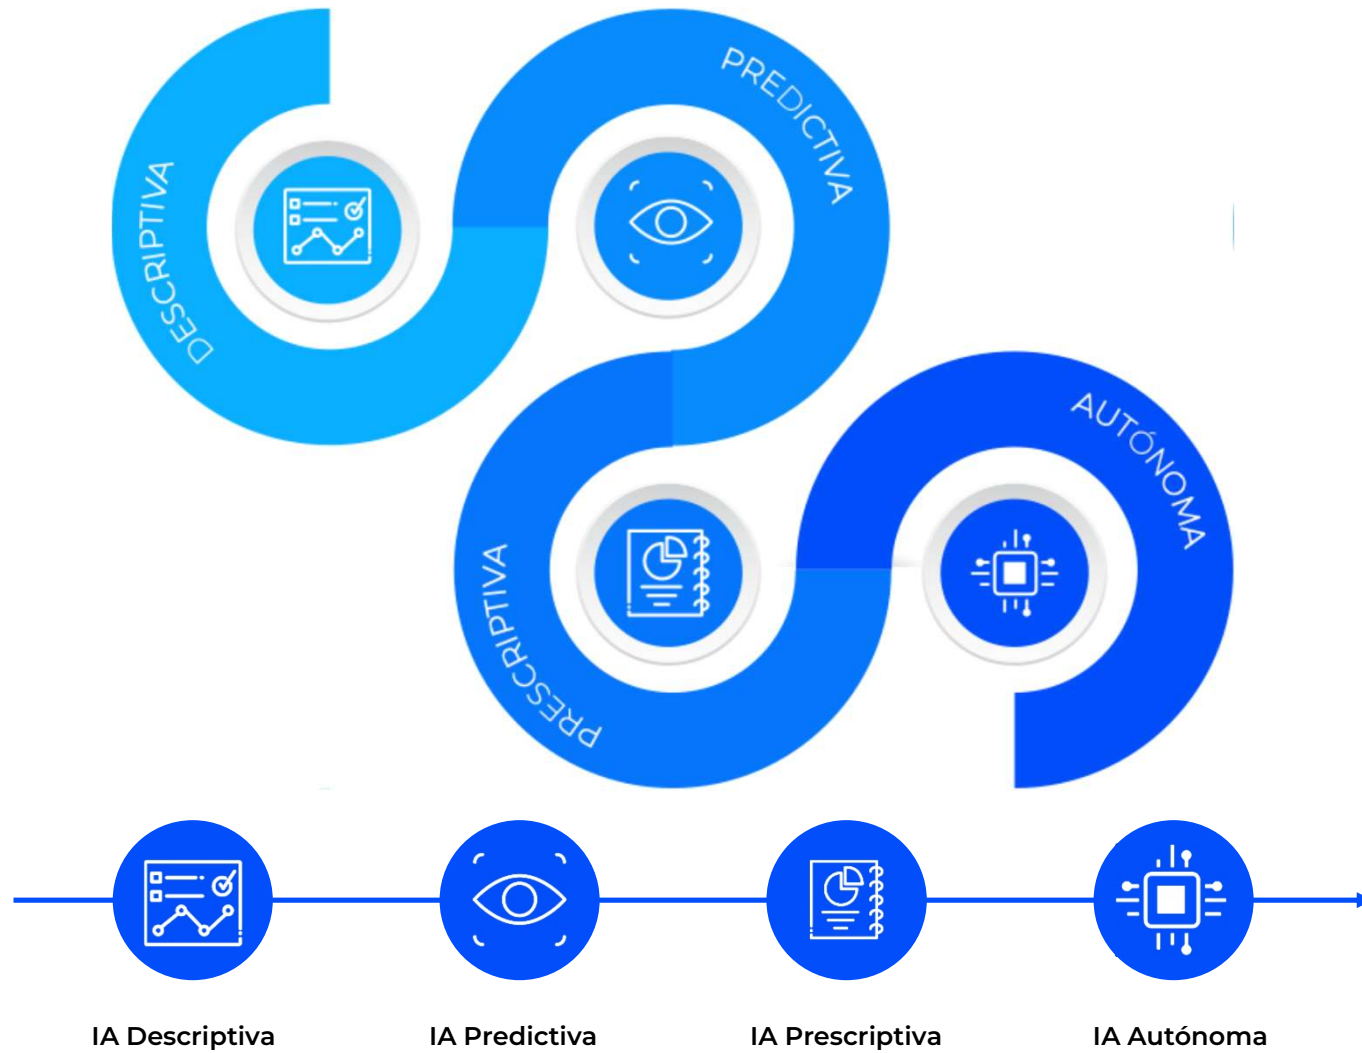 DESCRIPTIVA
PREDICTIVA
PRESCRIPTIVA
AUTÓNOMA
IA Descriptiva
IA Predictiva
IA Prescriptiva
IA Autónoma